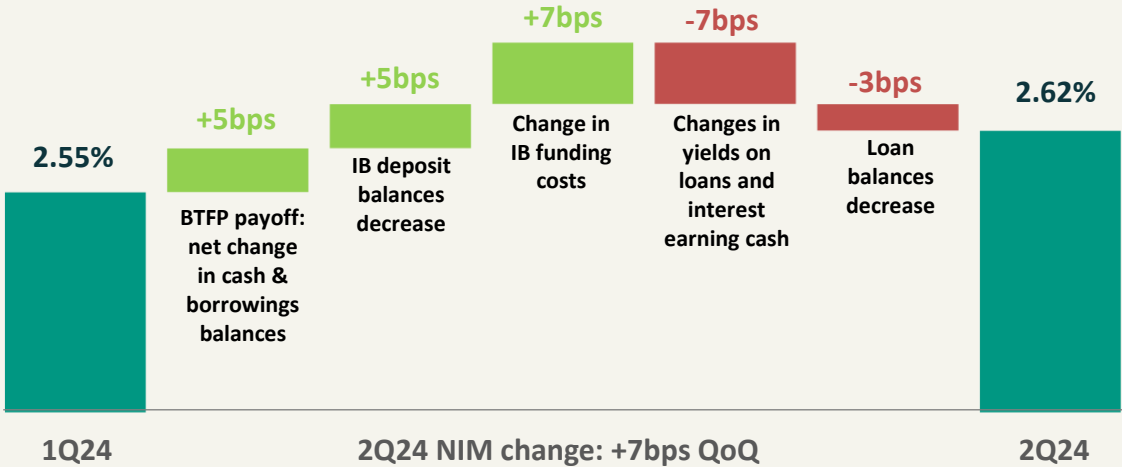 2.55%
+5bps
BTFP payoff:
net change
in cash &
borrowings
balances
+5bps
IB deposit
balances
decrease
+7bps
Change in
IB funding
costs
-7bps
Changes in
yields on
loans and
interest
earning cash
-3bps
Loan
balances
decrease
2.62%
1Q24
2Q24 NIM change: +7bps QoQ
2Q24